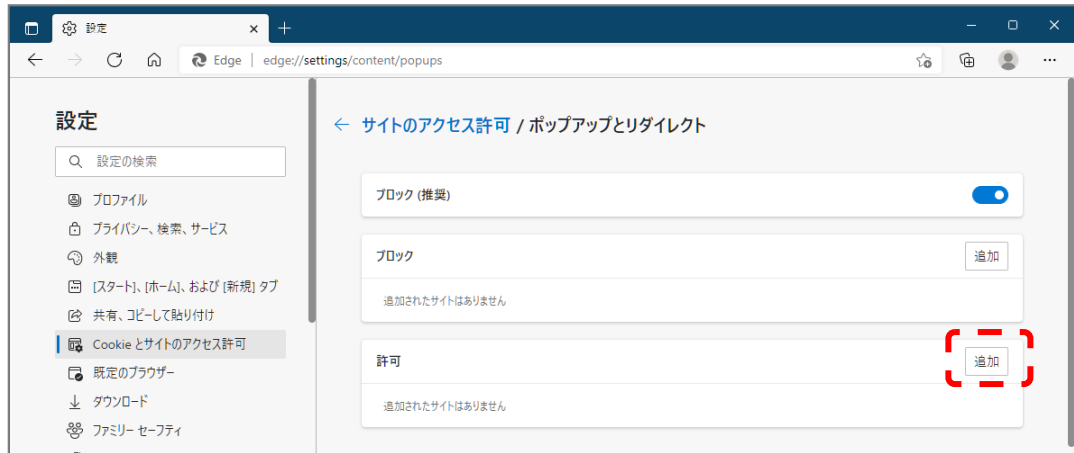 設定
Edge | edge://settings/content/popups
設定
設定の検索
プロファイル
プライバシー、検索、サービス
外観
[スタート]、[ホーム]、および [新規] タブ
共有、コピーして貼り付け
Cookie とサイトのアクセス許可
既定のブラウザー
ダウンロード
ファミリー セーフティ
サイトのアクセス許可 / ポップアップとリダイレクト
ブロック (推奨)
ブロック
追加
追加されたサイトはありません
許可
追加
追加されたサイトはありません